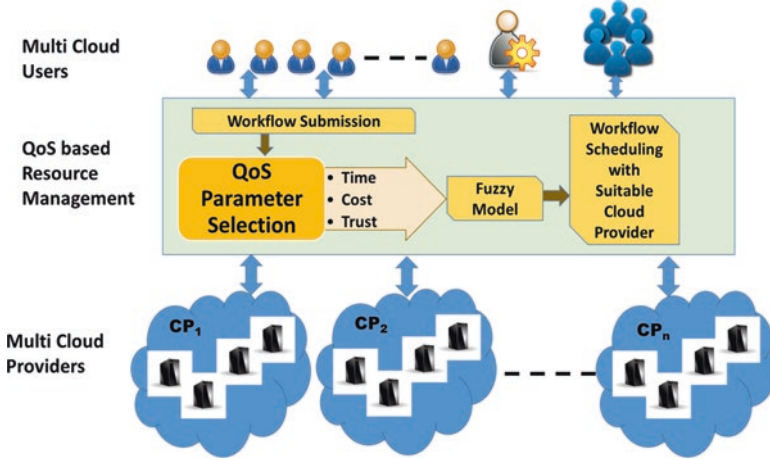 Multi Cloud
Users
QoS based
Resource
Management
Workflow Submission
QoS
Parameter
Selection
• Time
• Cost
• Trust
Fuzzy
Model
Workflow
Scheduling
with
Suitable
Cloud
Provider
Multi Cloud
Providers
CP₁
CP₂
CPₙ